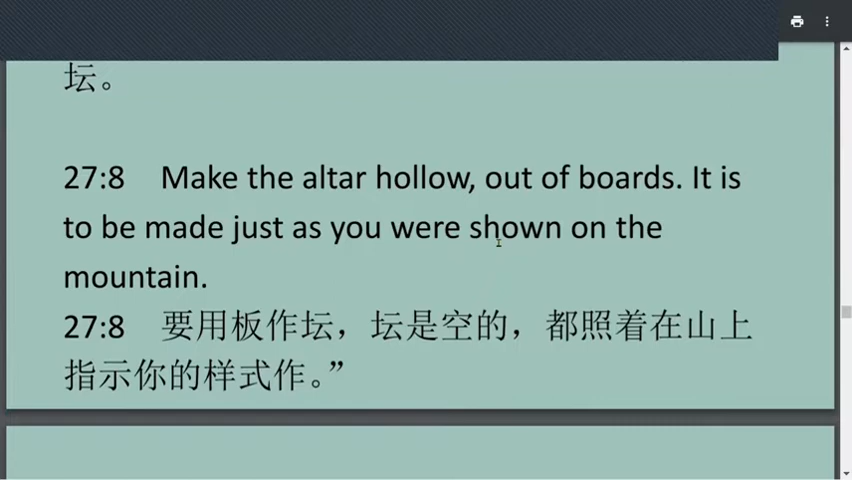 坛。
27:8 Make the altar hollow, out of boards. It is
to be made just as you were shown on the
mountain.
27:8 要用板作坛，坛是空的，都照着在山上
指示你的样式作。”